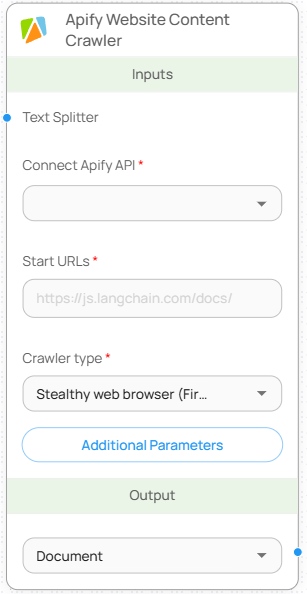 Apify Website Content
Crawler
Inputs
Text Splitter
Connect Apify API *
Start URLs *
https://js.langchain.com/docs/
Crawler type *
Stealthy web browser (Fir...
Additional Parameters
Output
Document